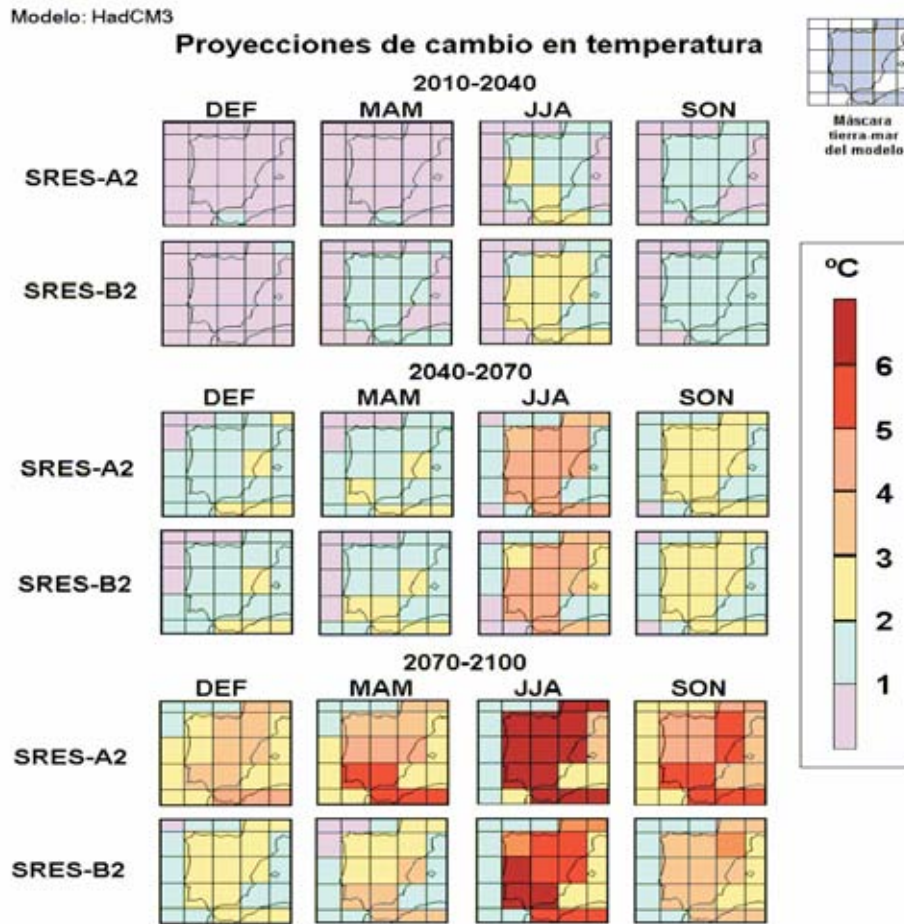 Modelo: HadCM3
Proyecciones de cambio en temperatura
Máscara
tierra-mar
del modelo
2010-2040
DEF MAM JJA SON
SRES-A2
SRES-B2
2040-2070
DEF MAM JJA SON
SRES-A2
SRES-B2
2070-2100
DEF MAM JJA SON
SRES-A2
SRES-B2
ºC
6
5
4
3
2
1